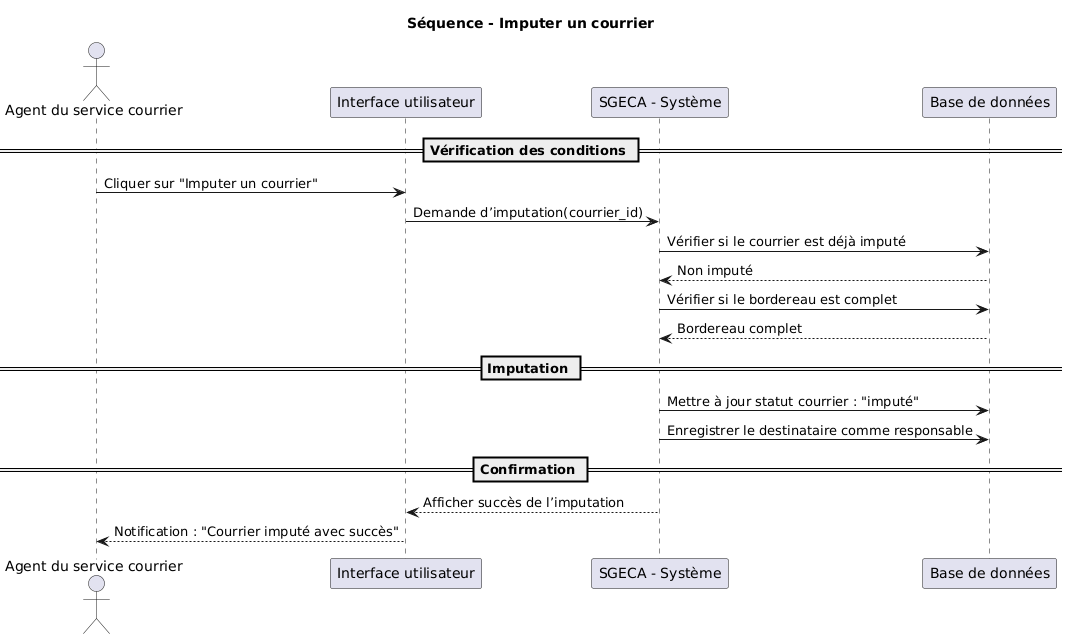 Séquence - Imputer un courrier
Agent du service courrier
Interface utilisateur
SGECA - Système
Base de données
Vérification des conditions
Cliquer sur "Imputer un courrier"
Demande d’imputation(courrier_id)
Vérifier si le courrier est déjà imputé
Non imputé
Vérifier si le bordereau est complet
Bordereau complet
Imputation
Mettre à jour statut courrier : "imputé"
Enregistrer le destinataire comme responsable
Confirmation
Afficher succès de l’imputation
Notification : "Courrier imputé avec succès"
Agent du service courrier
Interface utilisateur
SGECA - Système
Base de données